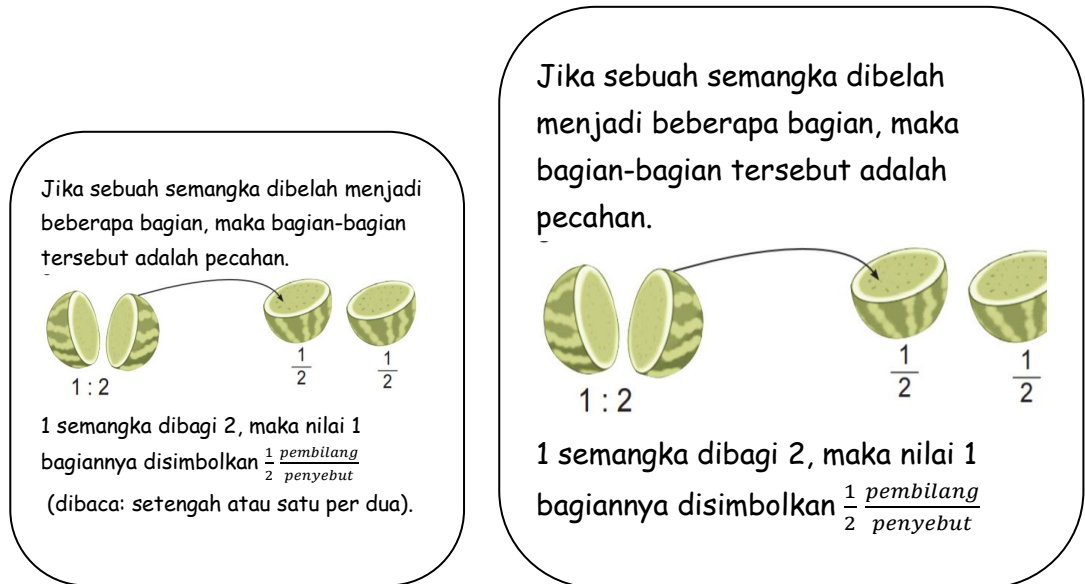 Jika sebuah semangka dibelah menjadi
beberapa bagian, maka bagian-bagian
tersebut adalah pecahan.
1 : 2
1/2
1/2
1 semangka dibagi 2, maka nilai 1
bagiannya disimbolkan 1/2 pembilang/penyebut
(dibaca: setengah atau satu per dua).
Jika sebuah semangka dibelah
menjadi beberapa bagian, maka
bagian-bagian tersebut adalah
pecahan.
1 : 2
1/2
1/2
1 semangka dibagi 2, maka nilai 1
bagiannya disimbolkan 1/2 pembilang/penyebut